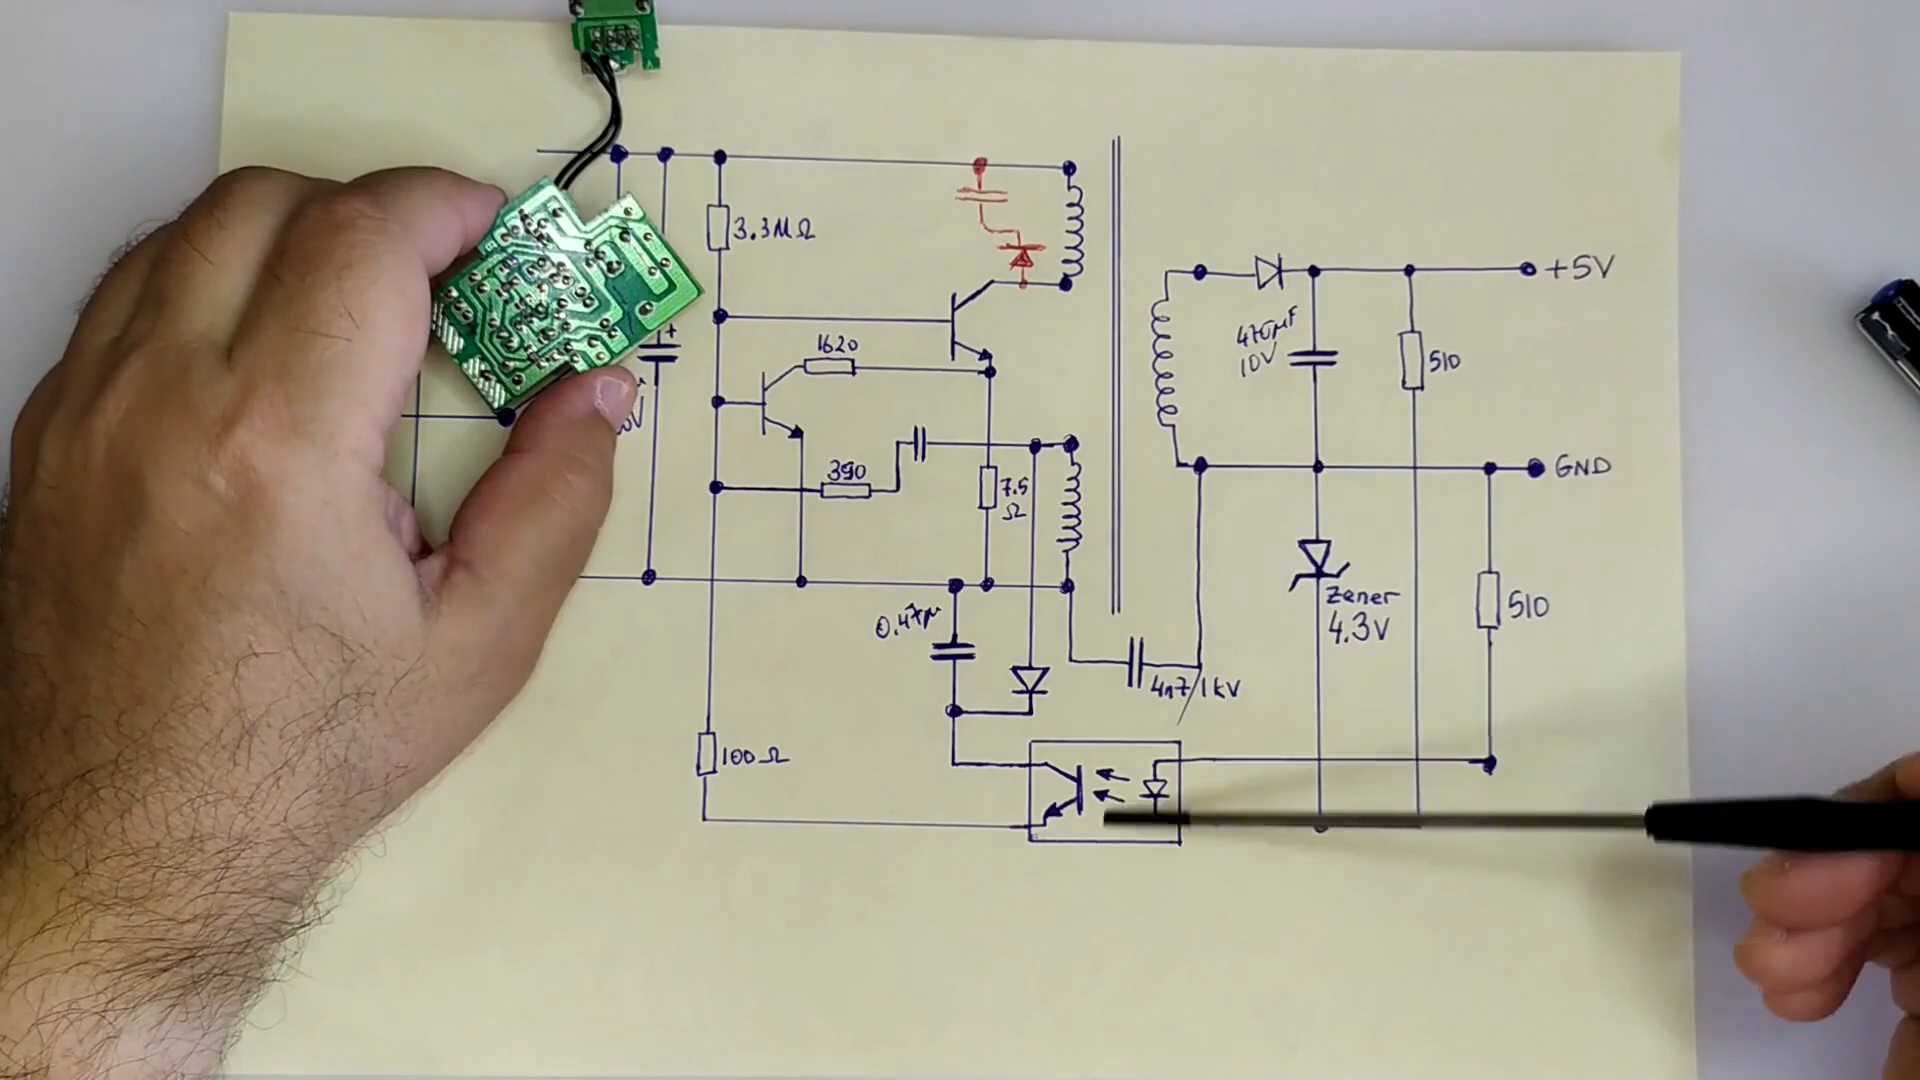 3.3MΩ
+5V
470µF
10V
1620
510
+
GND
390
7.5
Ω
Zener
4.3V
510
0.47µ
4n7/1kV
100Ω